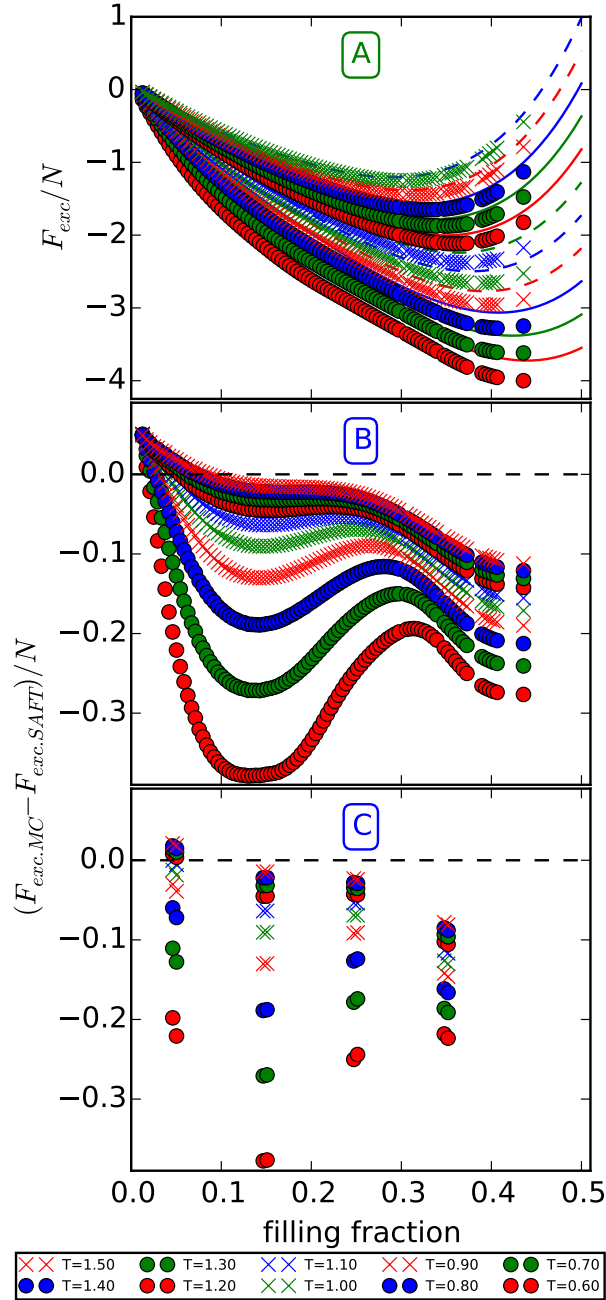 A
1
0
−1
−2
−3
−4
F_exc/N
B
0.0
−0.1
−0.2
−0.3
(F_exc.MC−F_exc.SAFT)/N
C
0.0
−0.1
−0.2
−0.3
0.0 0.1 0.2 0.3 0.4 0.5
filling fraction
T=1.50 T=1.30 T=1.10 T=0.90 T=0.70
T=1.40 T=1.20 T=1.00 T=0.80 T=0.60